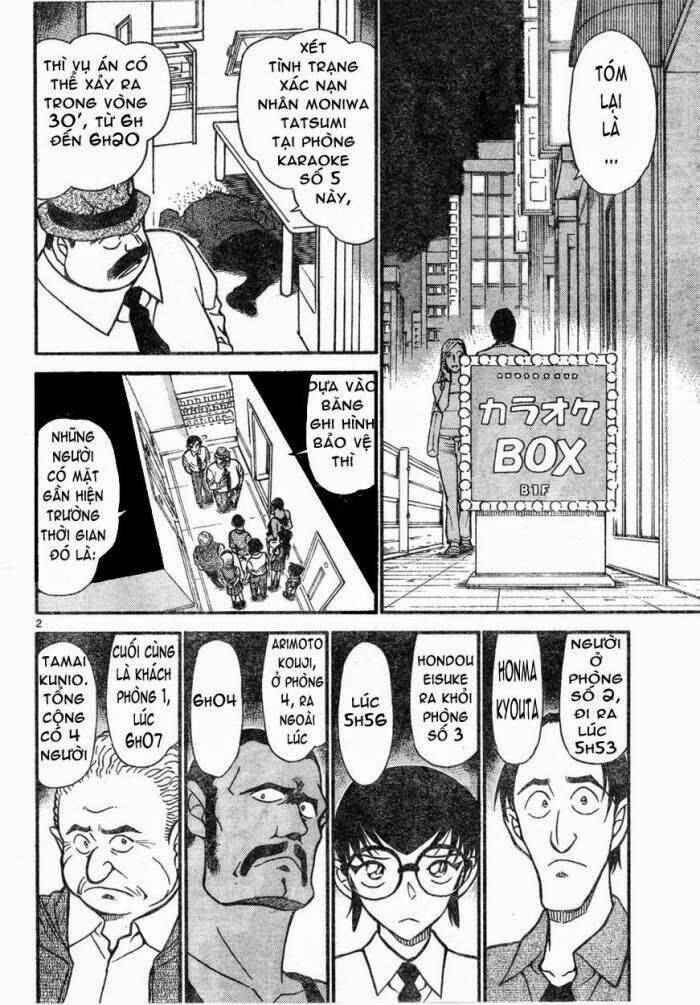 TÓM
LẠI
LÀ
...
XÉT
TÌNH TRẠNG
XÁC NẠN
NHÂN MONIWA
TATSUMI
TẠI PHÒNG
KARAOKE
SỐ 5
NÀY,
THÌ VỤ ÁN CÓ
THỂ XẢY RA
TRONG VÒNG
30', TỪ 6H
ĐẾN 6H20
カラオケ
BOX
B1F
DỰA VÀO
BĂNG
GHI HÌNH
BẢO VỆ
THÌ
NHỮNG
NGƯỜI
CÓ MẶT
GẦN HIỆN
TRƯỜNG
THỜI GIAN
ĐÓ LÀ:
2
NGƯỜI
Ở
PHÒNG
SỐ 2,
ĐI RA
LÚC
5H53
HONMA
KYOUTA
HONDOU
EISUKE
RA KHỎI
PHÒNG
SỐ 3
LÚC
5H56
ARIMOTO
KOUJI,
Ở PHÒNG
4, RA
NGOÀI
LÚC
6H04
CUỐI CÙNG
LÀ KHÁCH
PHÒNG 1,
LÚC
6H07
TAMAI
KUNIO.
TỔNG
CỘNG
CÓ 4
NGƯỜI